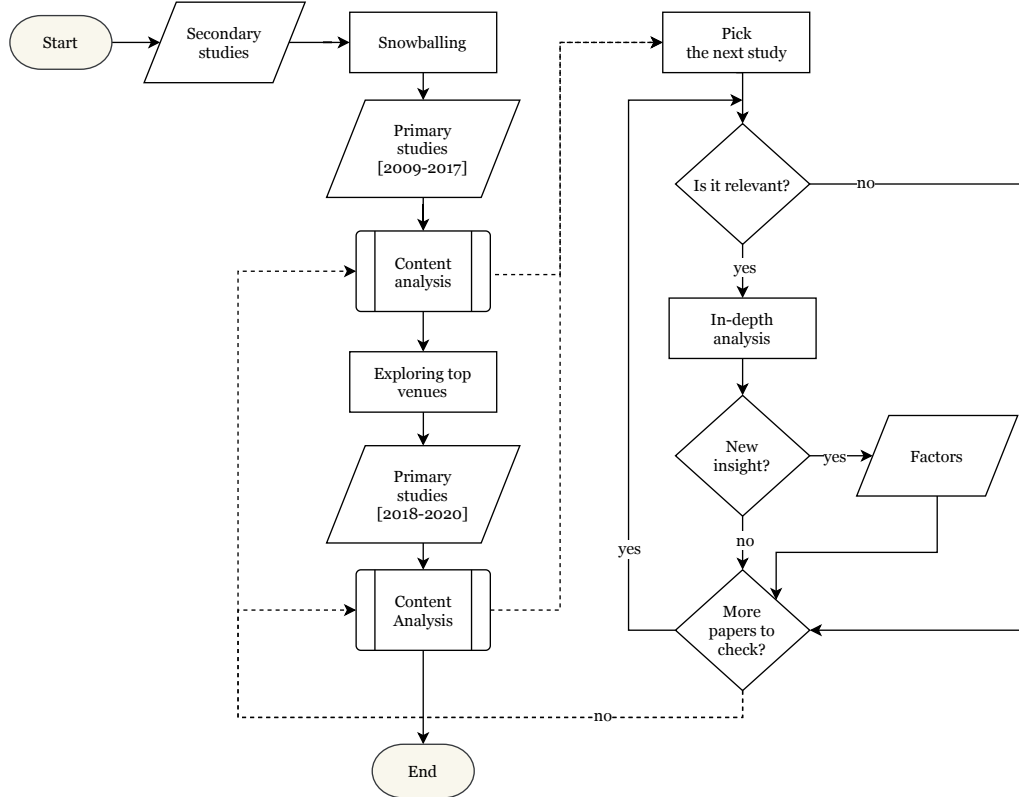 Start
Secondary
studies
Snowballing
Primary
studies
[2009-2017]
Content
analysis
Exploring top
venues
Primary
studies
[2018-2020]
Content
Analysis
End
Pick
the next study
Is it relevant?
no
yes
In-depth
analysis
New
insight?
yes
Factors
no
yes
More
papers to
check?
no